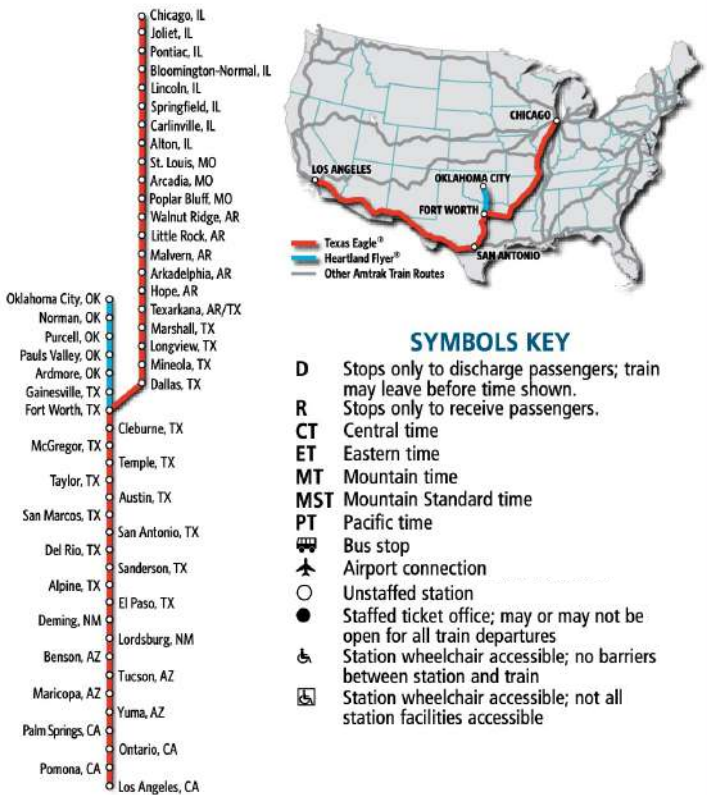 Chicago, IL
Joliet, IL
Pontiac, IL
Bloomington-Normal, IL
Lincoln, IL
Springfield, IL
Carlinville, IL
Alton, IL
St. Louis, MO
Arcadia, MO
Poplar Bluff, MO
Walnut Ridge, AR
Little Rock, AR
Malvern, AR
Arkadelphia, AR
Hope, AR
Texarkana, AR/TX
Marshall, TX
Longview, TX
Mineola, TX
Dallas, TX
Oklahoma City, OK
Norman, OK
Purcell, OK
Pauls Valley, OK
Ardmore, OK
Gainesville, TX
Fort Worth, TX
Cleburne, TX
McGregor, TX
Temple, TX
Taylor, TX
Austin, TX
San Marcos, TX
San Antonio, TX
Del Rio, TX
Sanderson, TX
Alpine, TX
El Paso, TX
Deming, NM
Lordsburg, NM
Benson, AZ
Tucson, AZ
Maricopa, AZ
Yuma, AZ
Palm Springs, CA
Ontario, CA
Pomona, CA
Los Angeles, CA
CHICAGO
LOS ANGELES
OKLAHOMA CITY
FORT WORTH
SAN ANTONIO
Texas Eagle®
Heartland Flyer®
Other Amtrak Train Routes
SYMBOLS KEY
D Stops only to discharge passengers; train
may leave before time shown.
R Stops only to receive passengers.
CT Central time
ET Eastern time
MT Mountain time
MST Mountain Standard time
PT Pacific time
Bus stop
Airport connection
Unstaffed station
Staffed ticket office; may or may not be
open for all train departures
Station wheelchair accessible; no barriers
between station and train
Station wheelchair accessible; not all
station facilities accessible